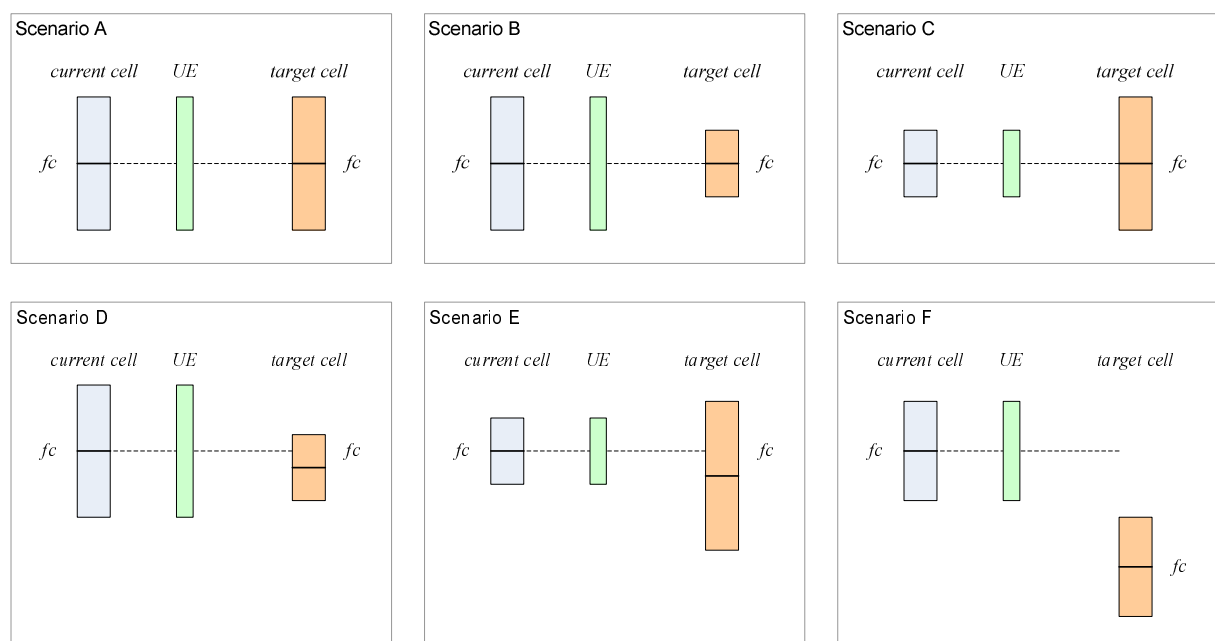 Scenario A
current cell UE target cell
fc fc
Scenario B
current cell UE target cell
fc fc
Scenario C
current cell UE target cell
fc fc
Scenario D
current cell UE target cell
fc fc
Scenario E
current cell UE target cell
fc fc
Scenario F
current cell UE target cell
fc
fc